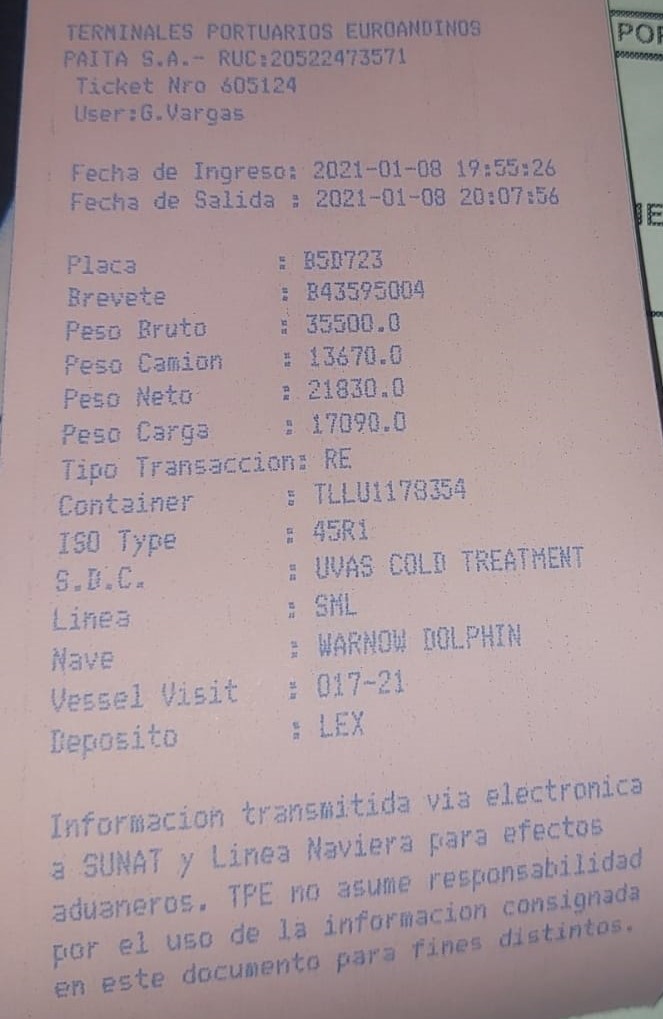 TERMINALES PORTUARIOS EUROANDINOS
PAITA S.A.- RUC:20522473571
Ticket Nro 605124
User:G.Vargas
Fecha de Ingreso: 2021-01-08 19:55:26
Fecha de Salida : 2021-01-08 20:07:56
Placa : B5D723
Brevete : B43595004
Peso Bruto : 35500.0
Peso Camion : 13670.0
Peso Neto : 21830.0
Peso Carga : 17090.0
Tipo Transaccion: RE
Container : TLLU1178354
ISO Type : 45R1
S.D.C. : UVAS COLD TREATMENT
Linea : SML
Nave : WARNOW DOLPHIN
Vessel Visit : 017-21
Deposito : LEX
Informacion transmitida via electronica
a SUNAT y Linea Naviera para efectos
aduaneros. TPE no asume responsabilidad
por el uso de la informacion consignada
en este documento para fines distintos.